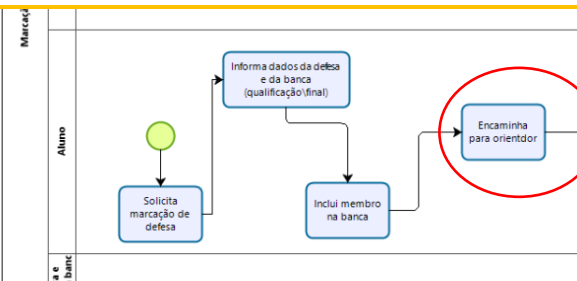 Marcaçã
Aluno
Informa dados da defesa
e da banca
(qualificação\final)
Encaminha
para orientdor
Solicita
marcação de
defesa
Inclui membro
na banca
a e
banc